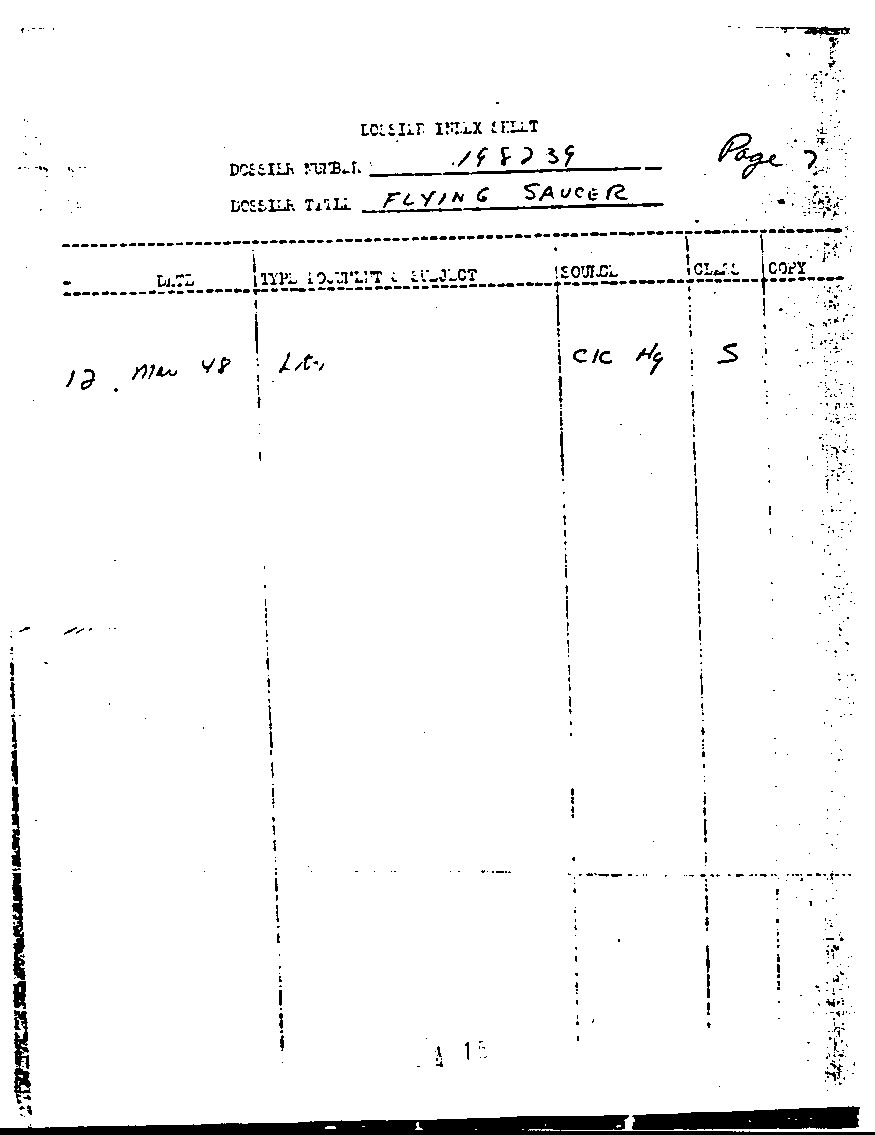 DOSSIER INDEX SHEET
DOSSIER NUMBER 198239 Page
DOSSIER TITLE FLYING SAUCER
DATE TYPE DOCUMENT & SUBJECT SOURCE CLASS COPY
12 Mar 48 Ltr CIC Hq S
A 15